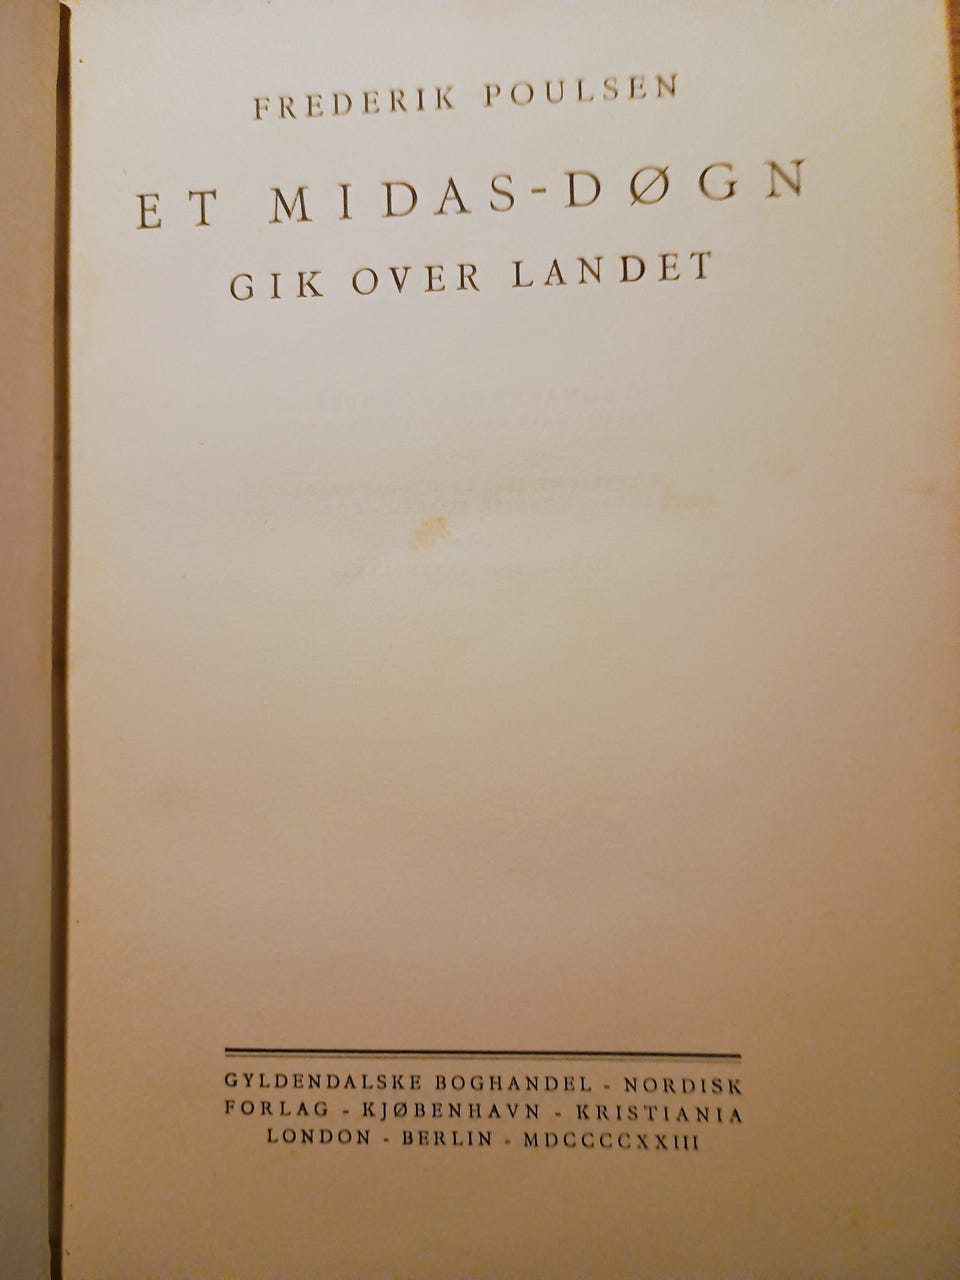 FREDERIK POULSEN
ET MIDAS-DØGN
GIK OVER LANDET
GYLDENDALSKE BOGHANDEL - NORDISK
FORLAG - KJØBENHAVN - KRISTIANIA
LONDON - BERLIN - MDCCCCXXIII